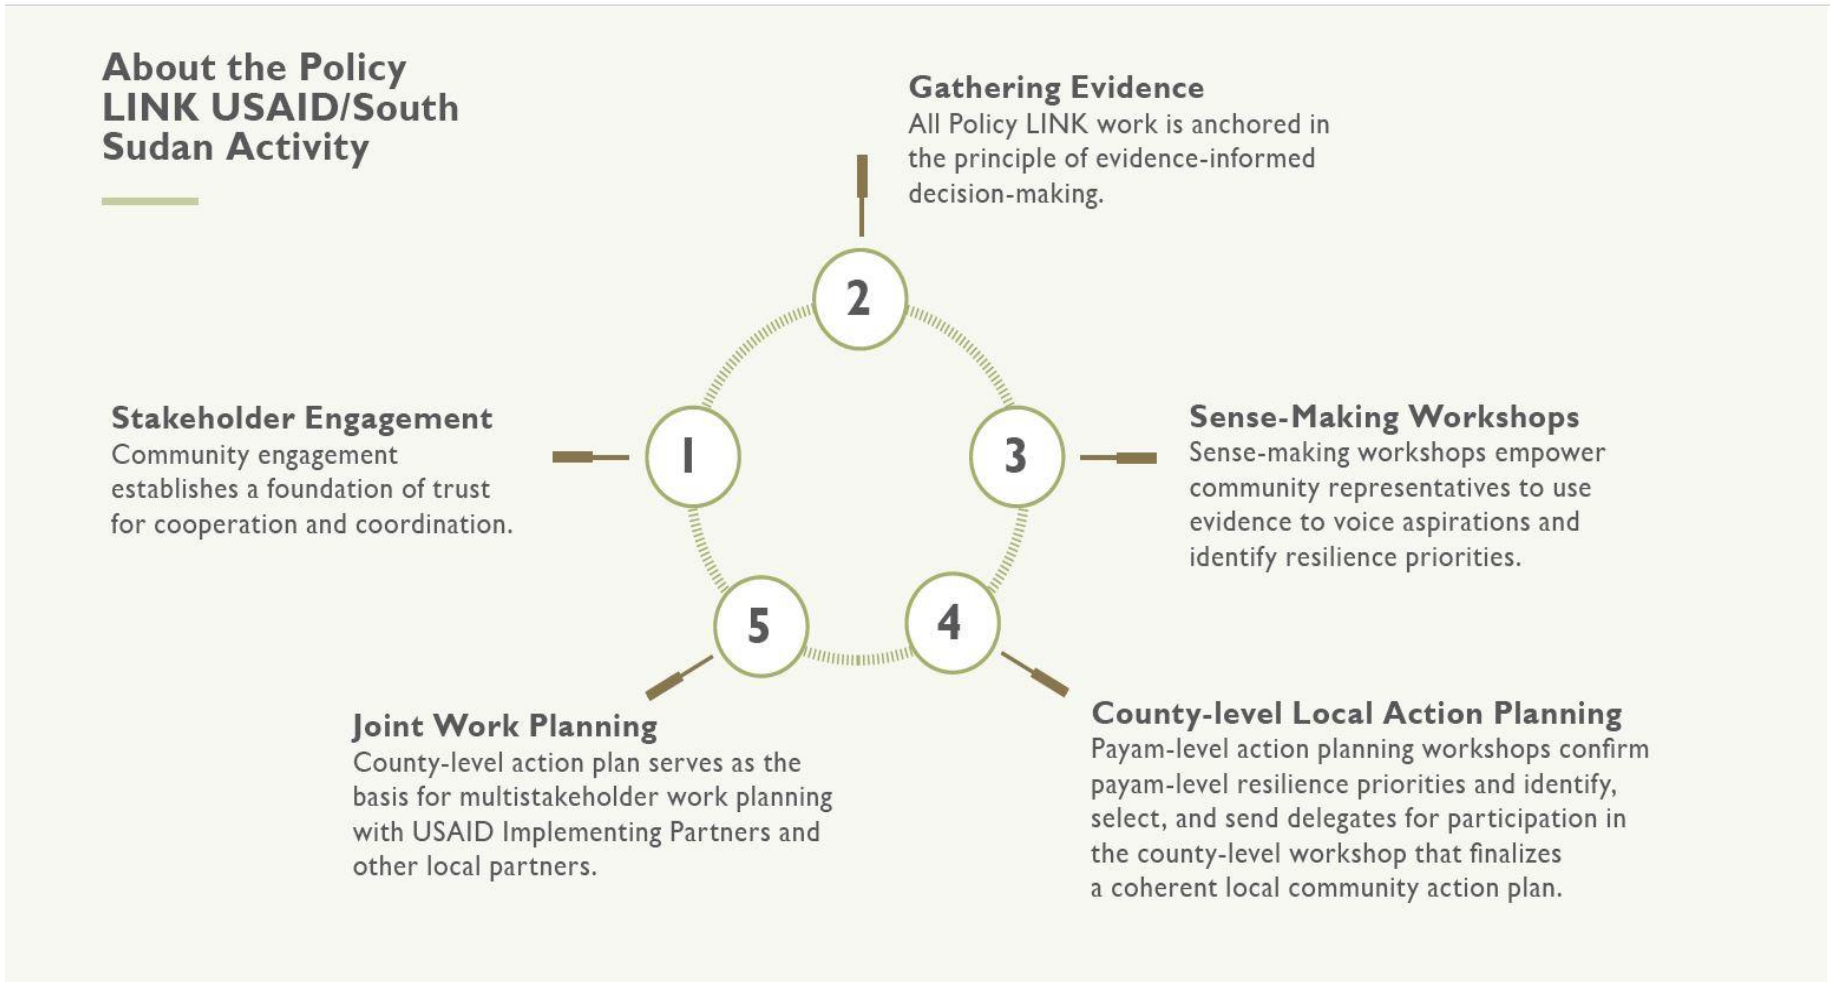 About the Policy
LINK USAID/South
Sudan Activity
Gathering Evidence
All Policy LINK work is anchored in
the principle of evidence-informed
decision-making.
2
Stakeholder Engagement
Community engagement
establishes a foundation of trust
for cooperation and coordination.
1
3
Sense-Making Workshops
Sense-making workshops empower
community representatives to use
evidence to voice aspirations and
identify resilience priorities.
5
4
Joint Work Planning
County-level action plan serves as the
basis for multistakeholder work planning
with USAID Implementing Partners and
other local partners.
County-level Local Action Planning
Payam-level action planning workshops confirm
payam-level resilience priorities and identify,
select, and send delegates for participation in
the county-level workshop that finalizes
a coherent local community action plan.